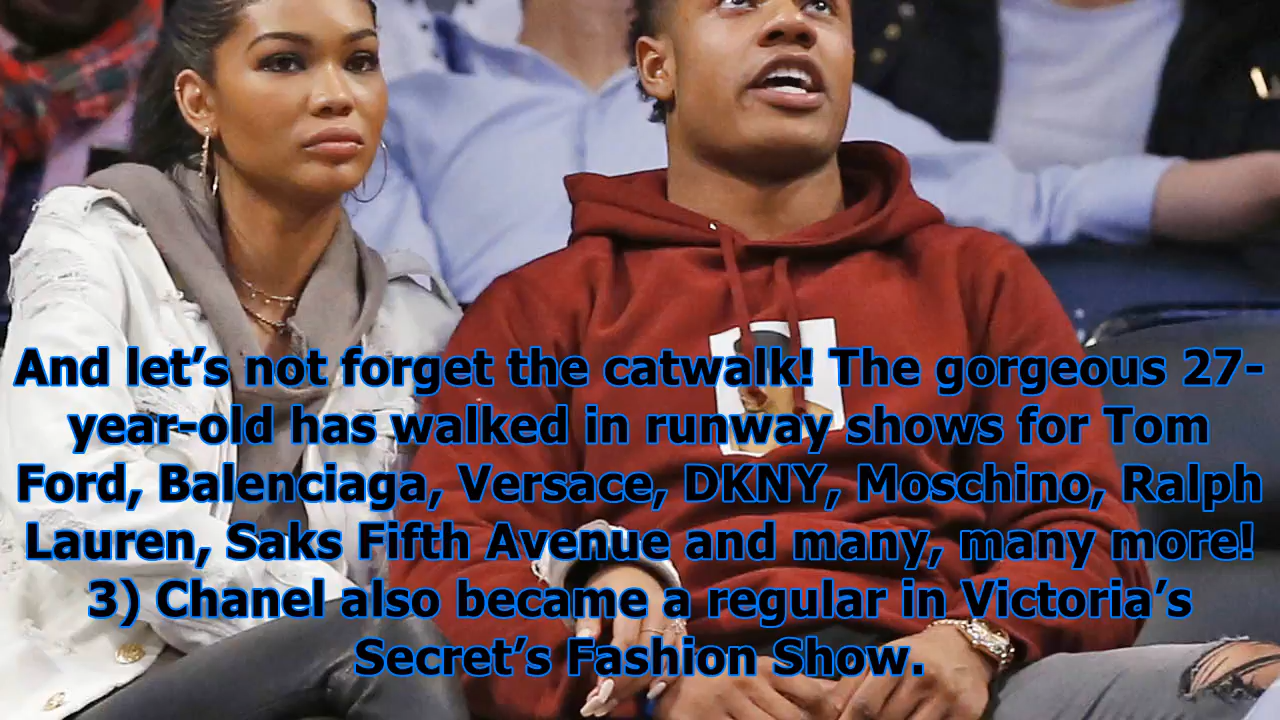 And let’s not forget the catwalk! The gorgeous 27-
year-old has walked in runway shows for Tom
Ford, Balenciaga, Versace, DKNY, Moschino, Ralph
Lauren, Saks Fifth Avenue and many, many more!
3) Chanel also became a regular in Victoria’s
Secret’s Fashion Show.